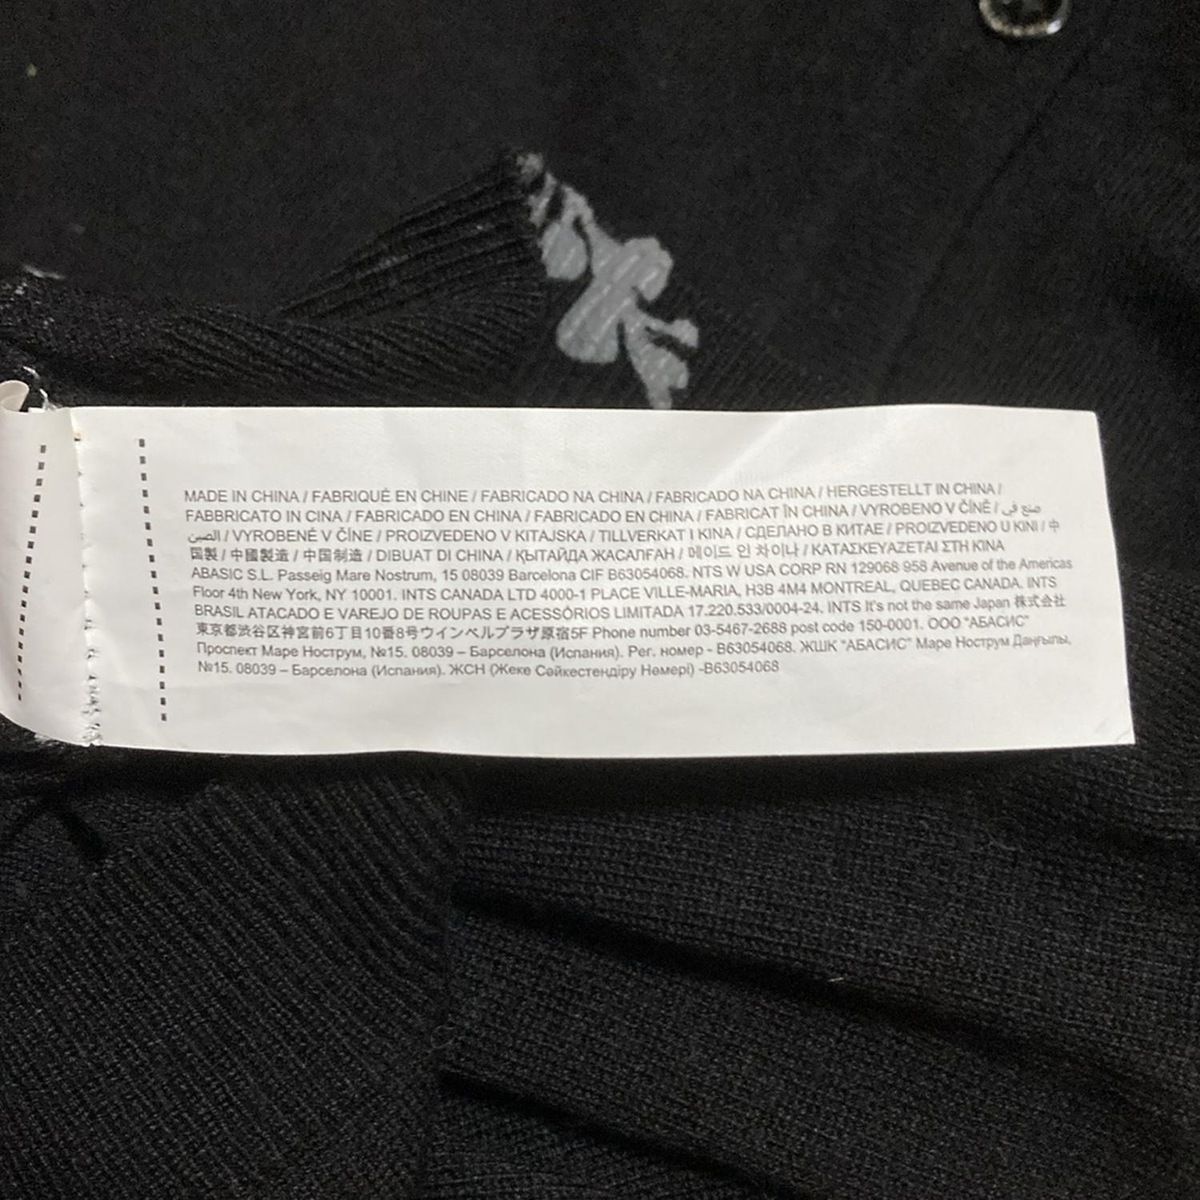 MADE IN CHINA / FABRIQUÉ EN CHINE / FABRICADO NA CHINA / FABRICADO NA CHINA / HERGESTELLT IN CHINA /
FABBRICATO IN CINA / FABRICADO EN CHINA / FABRICADO EN CHINA / FABRICAT ÎN CHINA / VYROBENO V ČÍNĚ / صنع فى
الصين / VYROBENÉ V ČÍNE / PROIZVEDENO V KITAJSKA / TILLVERKAT I KINA / СДЕЛАНО В КИТАЕ / PROIZVEDENO U KINI / 中
国製 / 中國製造 / 中国制造 / DIBUAT DI CHINA / ҚЫТАЙДА ЖАСАЛҒАН / 메이드 인 차이나 / ΚΑΤΑΣΚΕΥΑΖΕΤΑΙ ΣΤΗ ΚΙΝΑ
ABASIC S.L. Passeig Mare Nostrum, 15 08039 Barcelona CIF B63054068. NTS W USA CORP RN 129068 958 Avenue of the Americas
Floor 4th New York, NY 10001. INTS CANADA LTD 4000-1 PLACE VILLE-MARIA, H3B 4M4 MONTREAL, QUEBEC CANADA. INTS
BRASIL ATACADO E VAREJO DE ROUPAS E ACESSÓRIOS LIMITADA 17.220.533/0004-24. INTS It's not the same Japan 株式会社
東京都渋谷区神宮前6丁目10番8号ウインベルプラザ原宿5F Phone number 03-5467-2688 post code 150-0001. ООО "АБАСИС"
Проспект Маре Нострум, №15. 08039 – Барселона (Испания). Рег. номер - B63054068. ЖШК "АБАСИС" Маре Нострум Даңғылы,
№15. 08039 – Барселона (Испания). ЖСН (Жеке Сәйкестендіру Нөмері) -B63054068